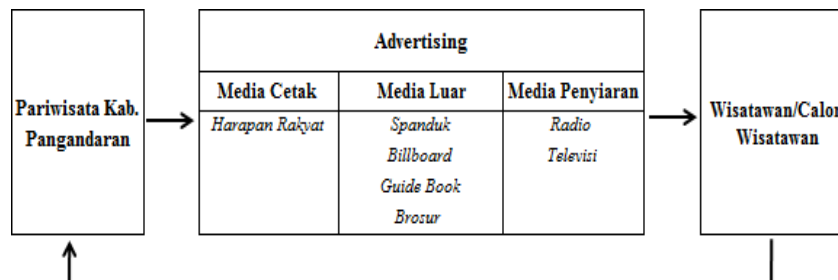 Pariwisata Kab.
Pangandaran
Advertising
Media Cetak
Harapan Rakyat
Media Luar
Spanduk
Billboard
Guide Book
Brosur
Media Penyiaran
Radio
Televisi
Wisatawan/Calon
Wisatawan